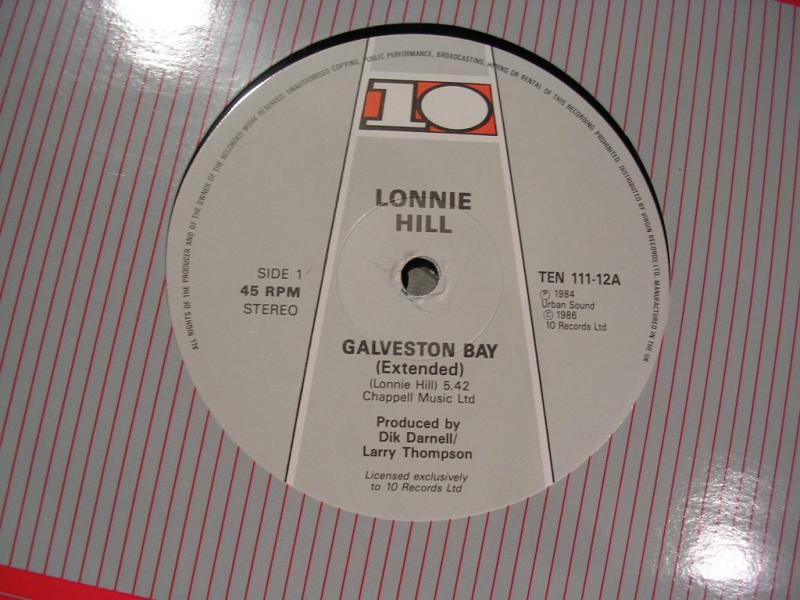 ALL RIGHTS OF THE PRODUCER AND OF THE OWNER OF THE RECORDED WORK RESERVED. UNAUTHORISED COPYING, PUBLIC PERFORMANCE, BROADCASTING, HIRING OR RENTAL OF THIS RECORDING PROHIBITED. DISTRIBUTED BY VIRGIN RECORDS LTD. MANUFACTURED IN THE UK
10
LONNIE
HILL
SIDE 1
45 RPM
STEREO
TEN 111-12A
Ⓟ 1984
Urban Sound
© 1986
10 Records Ltd
GALVESTON BAY
(Extended)
(Lonnie Hill) 5.42
Chappell Music Ltd
Produced by
Dik Darnell/
Larry Thompson
Licensed exclusively
to 10 Records Ltd